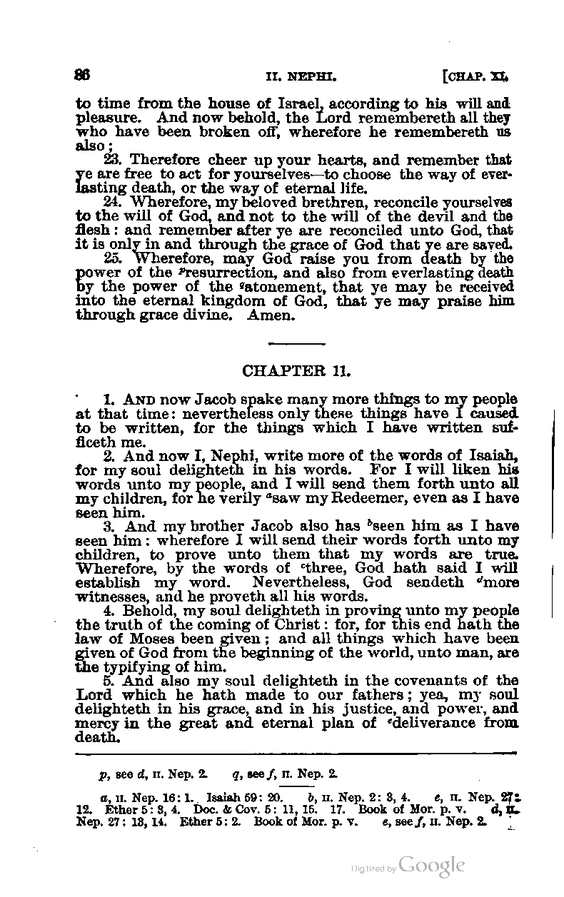 86 II. NEPHI. [CHAP. XI.
to time from the house of Israel, according to his will and
pleasure. And now behold, the Lord remembereth all they
who have been broken off, wherefore he remembereth us
also;
23. Therefore cheer up your hearts, and remember that
ye are free to act for yourselves—to choose the way of ever-
lasting death, or the way of eternal life.
24. Wherefore, my beloved brethren, reconcile yourselves
to the will of God, and not to the will of the devil and the
flesh: and remember after ye are reconciled unto God, that
it is only in and through the grace of God that ye are saved.
25. Wherefore, may God raise you from death by the
power of the ᵖresurrection, and also from everlasting death
by the power of the qatonement, that ye may be received
into the eternal kingdom of God, that ye may praise him
through grace divine. Amen.
CHAPTER 11.
1. AND now Jacob spake many more things to my people
at that time: nevertheless only these things have I caused
to be written, for the things which I have written suf-
ficeth me.
2. And now I, Nephi, write more of the words of Isaiah,
for my soul delighteth in his words. For I will liken his
words unto my people, and I will send them forth unto all
my children, for he verily ᵃsaw my Redeemer, even as I have
seen him.
3. And my brother Jacob also has ᵇseen him as I have
seen him: wherefore I will send their words forth unto my
children, to prove unto them that my words are true.
Wherefore, by the words of ᶜthree, God hath said I will
establish my word. Nevertheless, God sendeth ᵈmore
witnesses, and he proveth all his words.
4. Behold, my soul delighteth in proving unto my people
the truth of the coming of Christ: for, for this end hath the
law of Moses been given; and all things which have been
given of God from the beginning of the world, unto man, are
the typifying of him.
5. And also my soul delighteth in the covenants of the
Lord which he hath made to our fathers; yea, my soul
delighteth in his grace, and in his justice, and power, and
mercy in the great and eternal plan of ᵉdeliverance from
death.
p, see d, II. Nep. 2. q, see f, II. Nep. 2.
a, II. Nep. 16: 1. Isaiah 59: 20. b, II. Nep. 2: 3, 4. c, II. Nep. 27:
12. Ether 5: 3, 4. Doc. & Cov. 5: 11, 15. 17. Book of Mor. p. v. d, II.
Nep. 27: 13, 14. Ether 5: 2. Book of Mor. p. v. e, see f, II. Nep. 2.
Digitized by Google